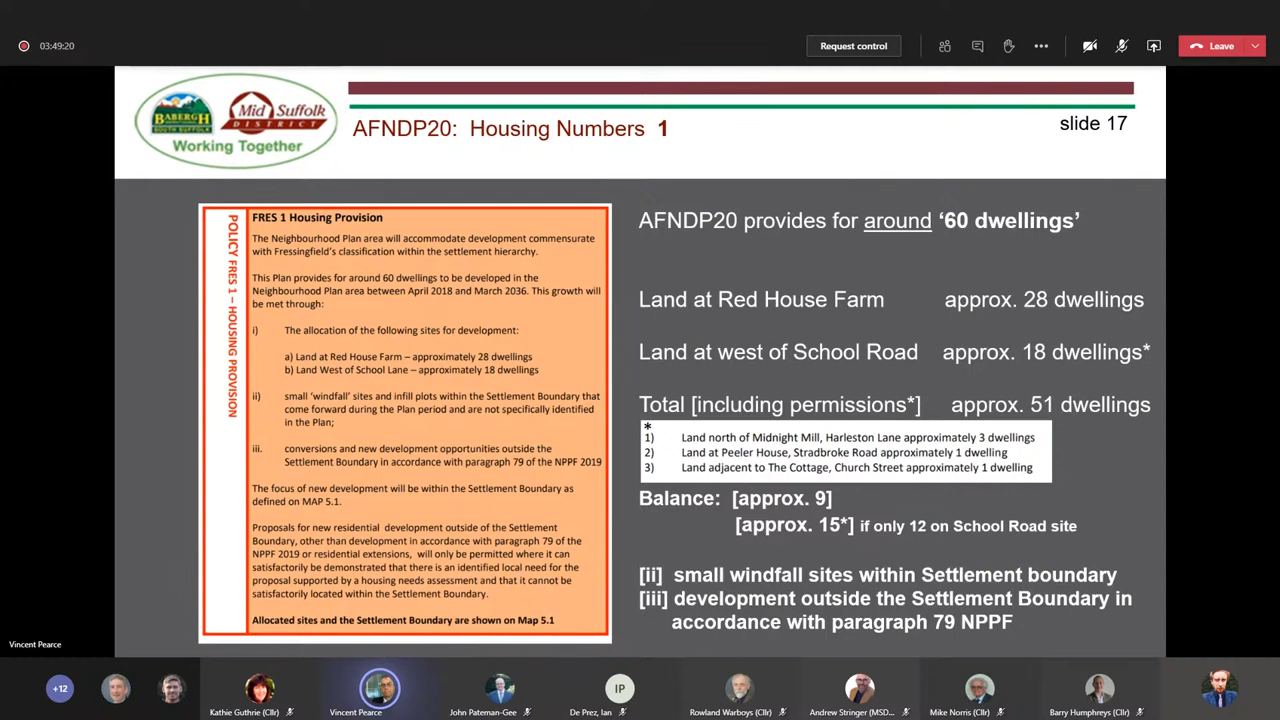 03:49:20
Request control
Leave
BABERGH
SOUTH SUFFOLK
Mid Suffolk
DISTRICT
Working Together
AFNDP20: Housing Numbers 1
slide 17
POLICY FRES 1 – HOUSING PROVISION
FRES 1 Housing Provision
The Neighbourhood Plan area will accommodate development commensurate
with Fressingfield's classification within the settlement hierarchy.
This Plan provides for around 60 dwellings to be developed in the
Neighbourhood Plan area between April 2018 and March 2036. This growth will
be met through:
i) The allocation of the following sites for development:
a) Land at Red House Farm – approximately 28 dwellings
b) Land West of School Lane – approximately 18 dwellings
ii) small 'windfall' sites and infill plots within the Settlement Boundary that
come forward during the Plan period and are not specifically identified
in the Plan;
iii. conversions and new development opportunities outside the
Settlement Boundary in accordance with paragraph 79 of the NPPF 2019
The focus of new development will be within the Settlement Boundary as
defined on MAP 5.1.
Proposals for new residential development outside of the Settlement
Boundary, other than development in accordance with paragraph 79 of the
NPPF 2019 or residential extensions, will only be permitted where it can
satisfactorily be demonstrated that there is an identified local need for the
proposal supported by a housing needs assessment and that it cannot be
satisfactorily located within the Settlement Boundary.
Allocated sites and the Settlement Boundary are shown on Map 5.1
AFNDP20 provides for around '60 dwellings'
Land at Red House Farm approx. 28 dwellings
Land at west of School Road approx. 18 dwellings*
Total [including permissions*] approx. 51 dwellings
*
1) Land north of Midnight Mill, Harleston Lane approximately 3 dwellings
2) Land at Peeler House, Stradbroke Road approximately 1 dwelling
3) Land adjacent to The Cottage, Church Street approximately 1 dwelling
Balance: [approx. 9]
[approx. 15*] if only 12 on School Road site
[ii] small windfall sites within Settlement boundary
[iii] development outside the Settlement Boundary in
accordance with paragraph 79 NPPF
Vincent Pearce
+12
IP
Kathie Guthrie (Cllr)
Vincent Pearce
John Pateman-Gee
De Prez, Ian
Rowland Warboys (Cllr)
Andrew Stringer (MSD...
Mike Norris (Cllr)
Barry Humphreys (Cllr)